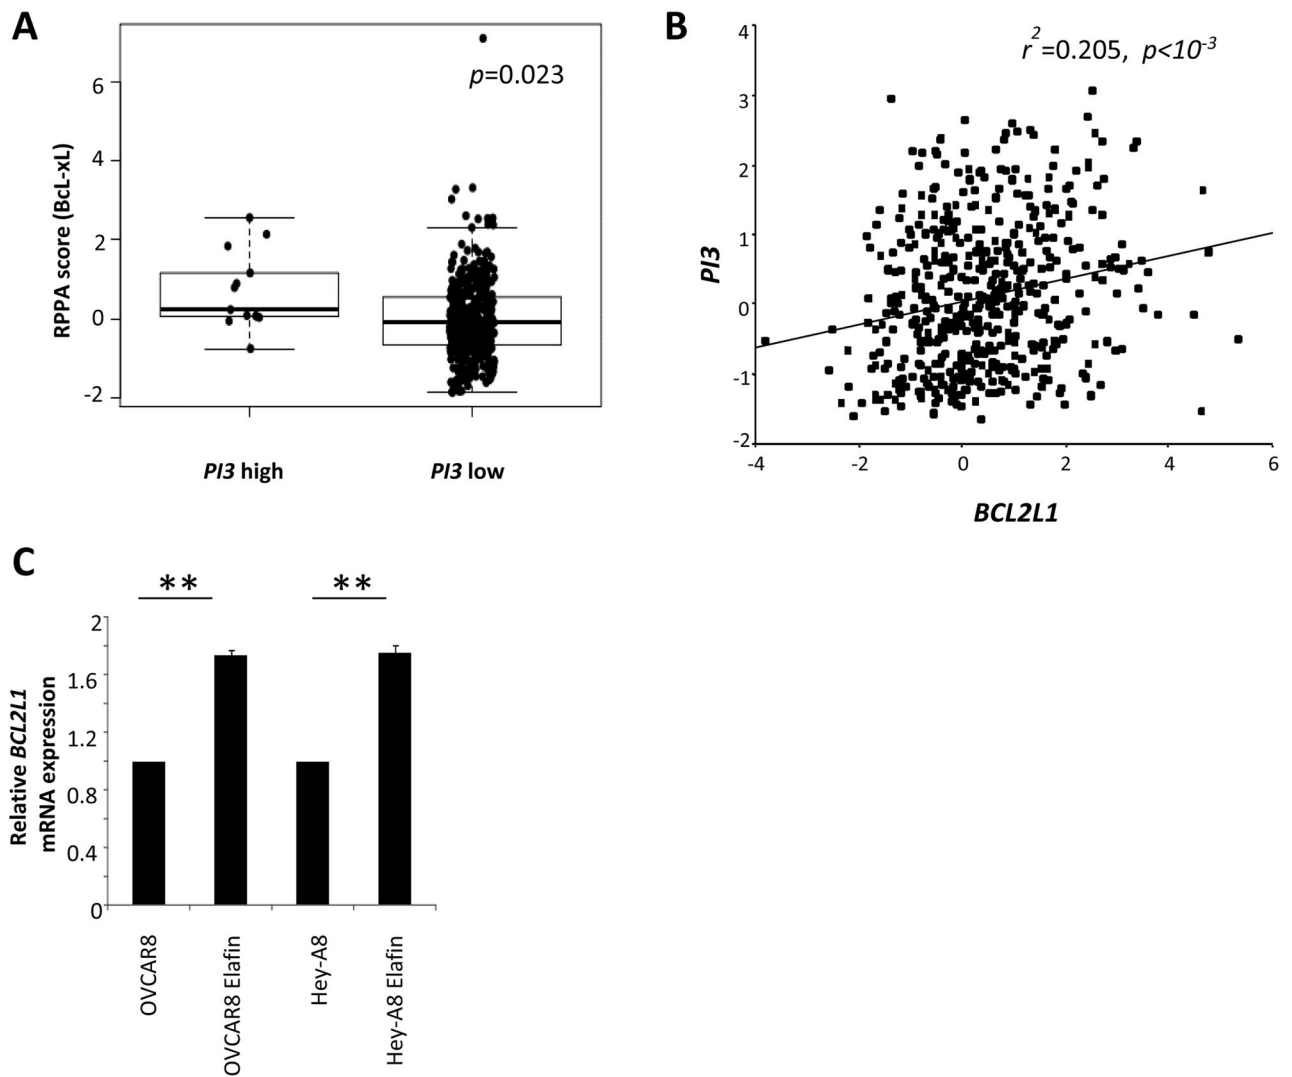 A
p=0.023
RPPA score (BcL-xL)
6
4
2
0
-2
PI3 high
PI3 low
B
r²=0.205, p<10⁻³
PI3
4
3
2
1
0
-1
-2
-4
-2
0
2
4
6
BCL2L1
C
**
**
Relative BCL2L1
mRNA expression
2
1.6
1.2
0.8
0.4
0
OVCAR8
OVCAR8 Elafin
Hey-A8
Hey-A8 Elafin